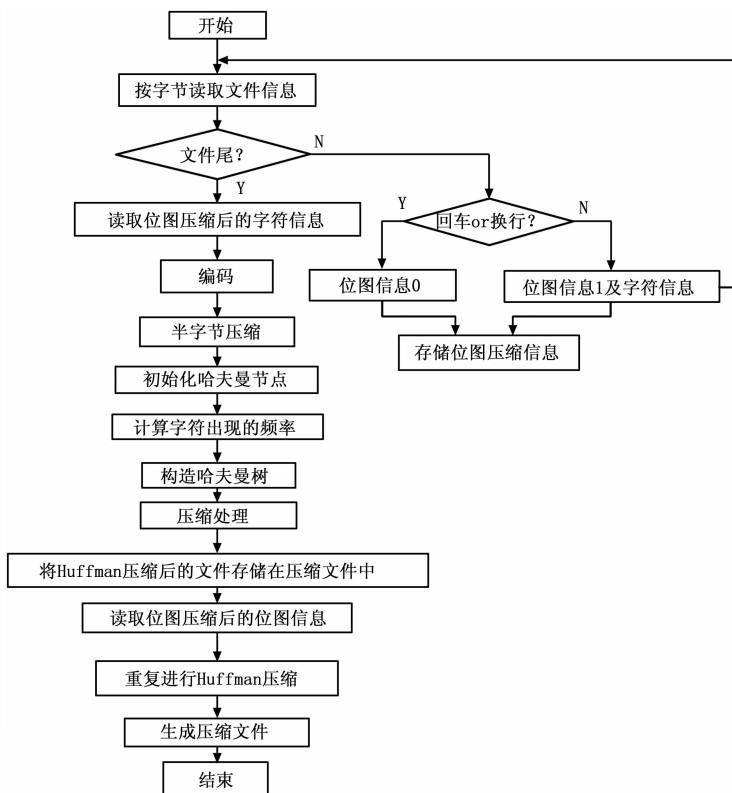 开始
按字节读取文件信息
文件尾?
N
Y
读取位图压缩后的字符信息
回车or换行?
Y
N
编码
位图信息0
位图信息1及字符信息
半字节压缩
存储位图压缩信息
初始化哈夫曼节点
计算字符出现的频率
构造哈夫曼树
压缩处理
将Huffman压缩后的文件存储在压缩文件中
读取位图压缩后的位图信息
重复进行Huffman压缩
生成压缩文件
结束